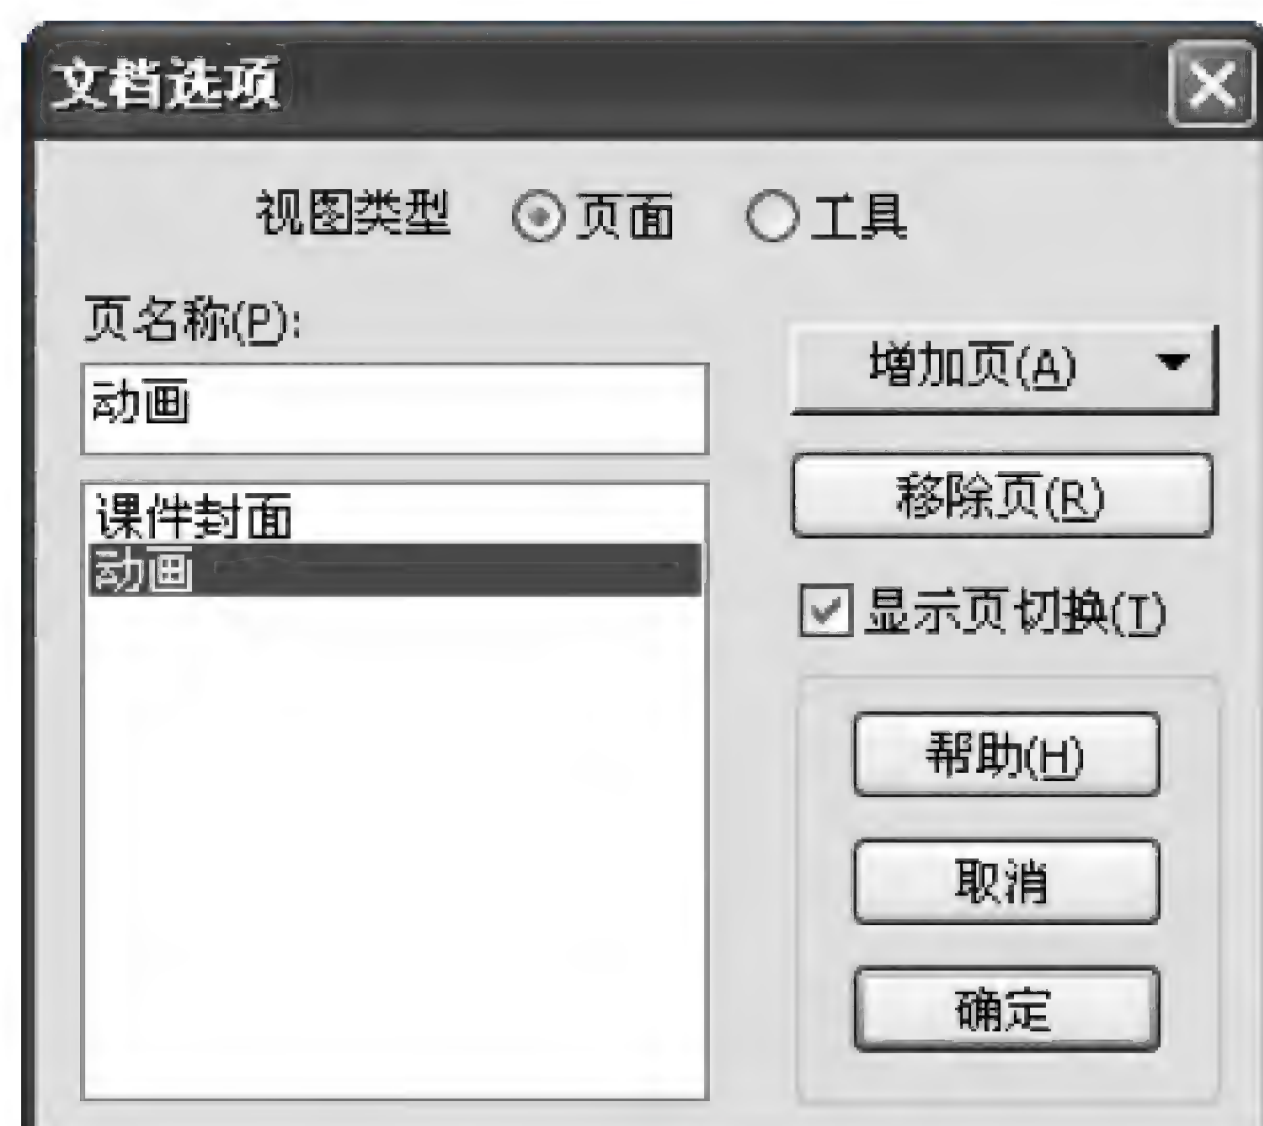 文档选项
视图类型 页面 工具
页名称(P):
动画
课件封面
动画
增加页(A)
移除页(R)
显示页切换(T)
帮助(H)
取消
确定